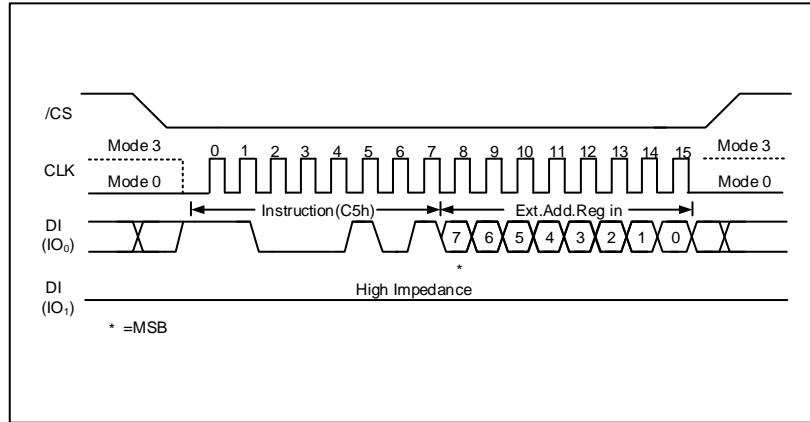 /CS
Mode 3 0 1 2 3 4 5 6 7 8 9 10 11 12 13 14 15 Mode 3
CLK
Mode 0 Mode 0
Instruction(C5h) Ext.Add.Reg in
DI
(IO₀) 7 6 5 4 3 2 1 0
*
DI High Impedance
(IO₁)
* =MSB